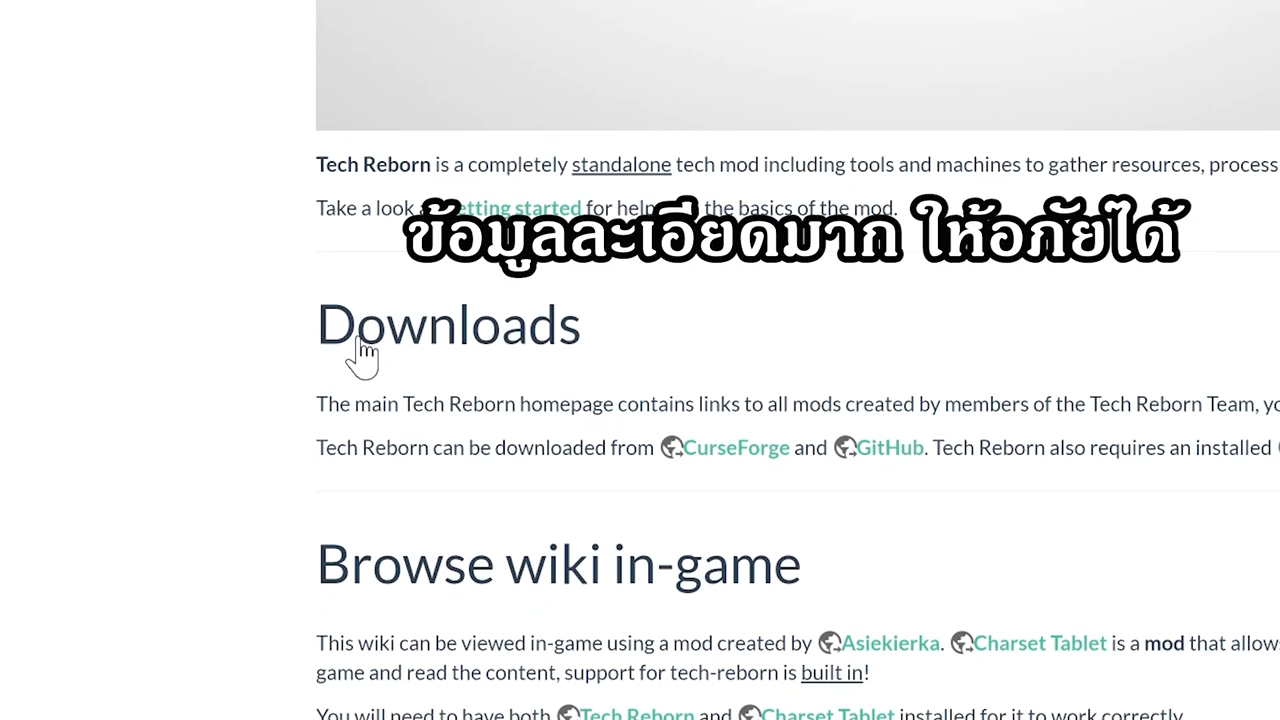 Tech Reborn is a completely standalone tech mod including tools and machines to gather resources, process
Take a look etting started for help the basics of the mod.
ข้อมูลละเอียดมาก ให้อภัยได้
Downloads
The main Tech Reborn homepage contains links to all mods created by members of the Tech Reborn Team,
Tech Reborn can be downloaded from CurseForge and GitHub. Tech Reborn also requires an installed
Browse wiki in-game
This wiki can be viewed in-game using a mod created by Asiekierka. Charset Tablet is a mod that allow
game and read the content, support for tech-reborn is built in!
You will need to have both Tech Reborn and Charset Tablet installed for it to work correctly.